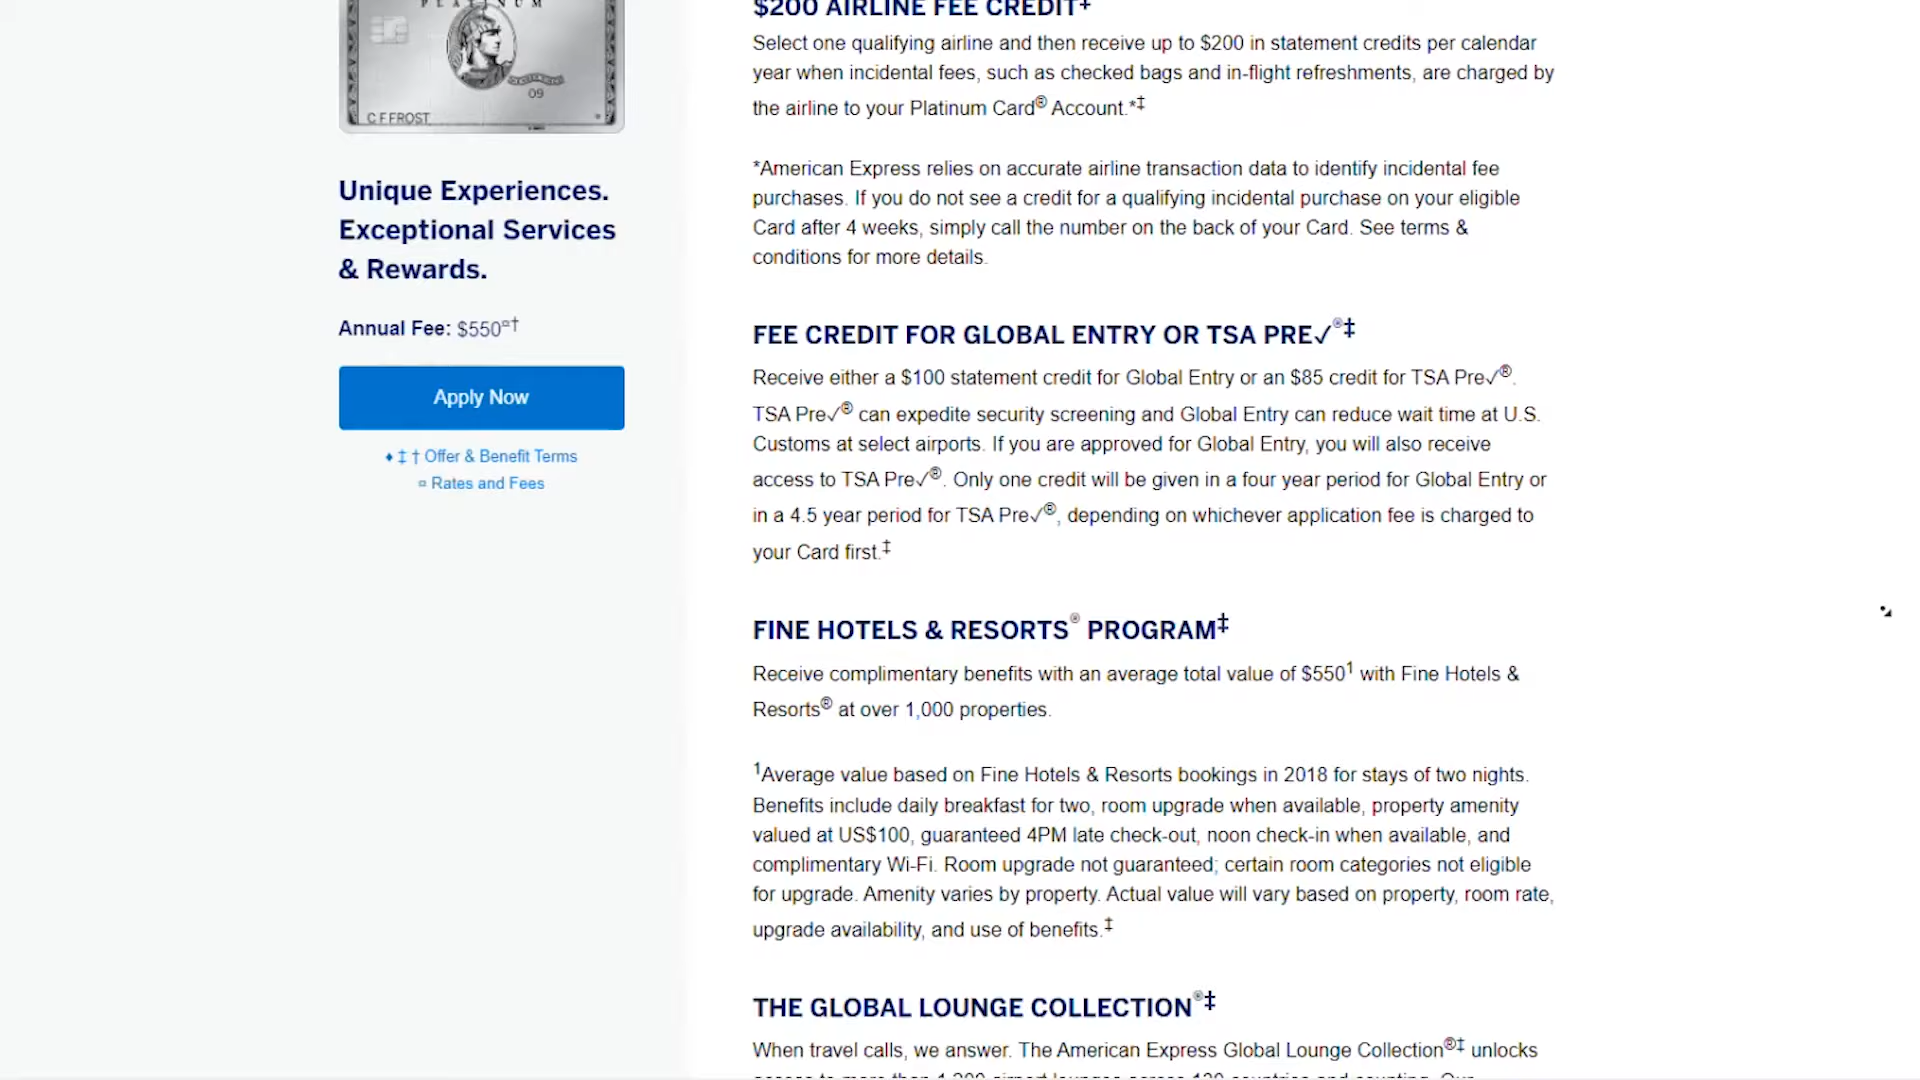 PLATINUM
09
C F FROST
Unique Experiences.
Exceptional Services
& Rewards.
Annual Fee: $550¤†
Apply Now
♦ ‡ † Offer & Benefit Terms
¤ Rates and Fees
$200 AIRLINE FEE CREDIT‡
Select one qualifying airline and then receive up to $200 in statement credits per calendar
year when incidental fees, such as checked bags and in-flight refreshments, are charged by
the airline to your Platinum Card® Account.*‡
*American Express relies on accurate airline transaction data to identify incidental fee
purchases. If you do not see a credit for a qualifying incidental purchase on your eligible
Card after 4 weeks, simply call the number on the back of your Card. See terms &
conditions for more details.
FEE CREDIT FOR GLOBAL ENTRY OR TSA PRE✓®‡
Receive either a $100 statement credit for Global Entry or an $85 credit for TSA Pre✓®.
TSA Pre✓® can expedite security screening and Global Entry can reduce wait time at U.S.
Customs at select airports. If you are approved for Global Entry, you will also receive
access to TSA Pre✓®. Only one credit will be given in a four year period for Global Entry or
in a 4.5 year period for TSA Pre✓®, depending on whichever application fee is charged to
your Card first.‡
FINE HOTELS & RESORTS® PROGRAM‡
Receive complimentary benefits with an average total value of $550¹ with Fine Hotels &
Resorts® at over 1,000 properties.
¹Average value based on Fine Hotels & Resorts bookings in 2018 for stays of two nights.
Benefits include daily breakfast for two, room upgrade when available, property amenity
valued at US$100, guaranteed 4PM late check-out, noon check-in when available, and
complimentary Wi-Fi. Room upgrade not guaranteed; certain room categories not eligible
for upgrade. Amenity varies by property. Actual value will vary based on property, room rate,
upgrade availability, and use of benefits.‡
THE GLOBAL LOUNGE COLLECTION®‡
When travel calls, we answer. The American Express Global Lounge Collection®‡ unlocks